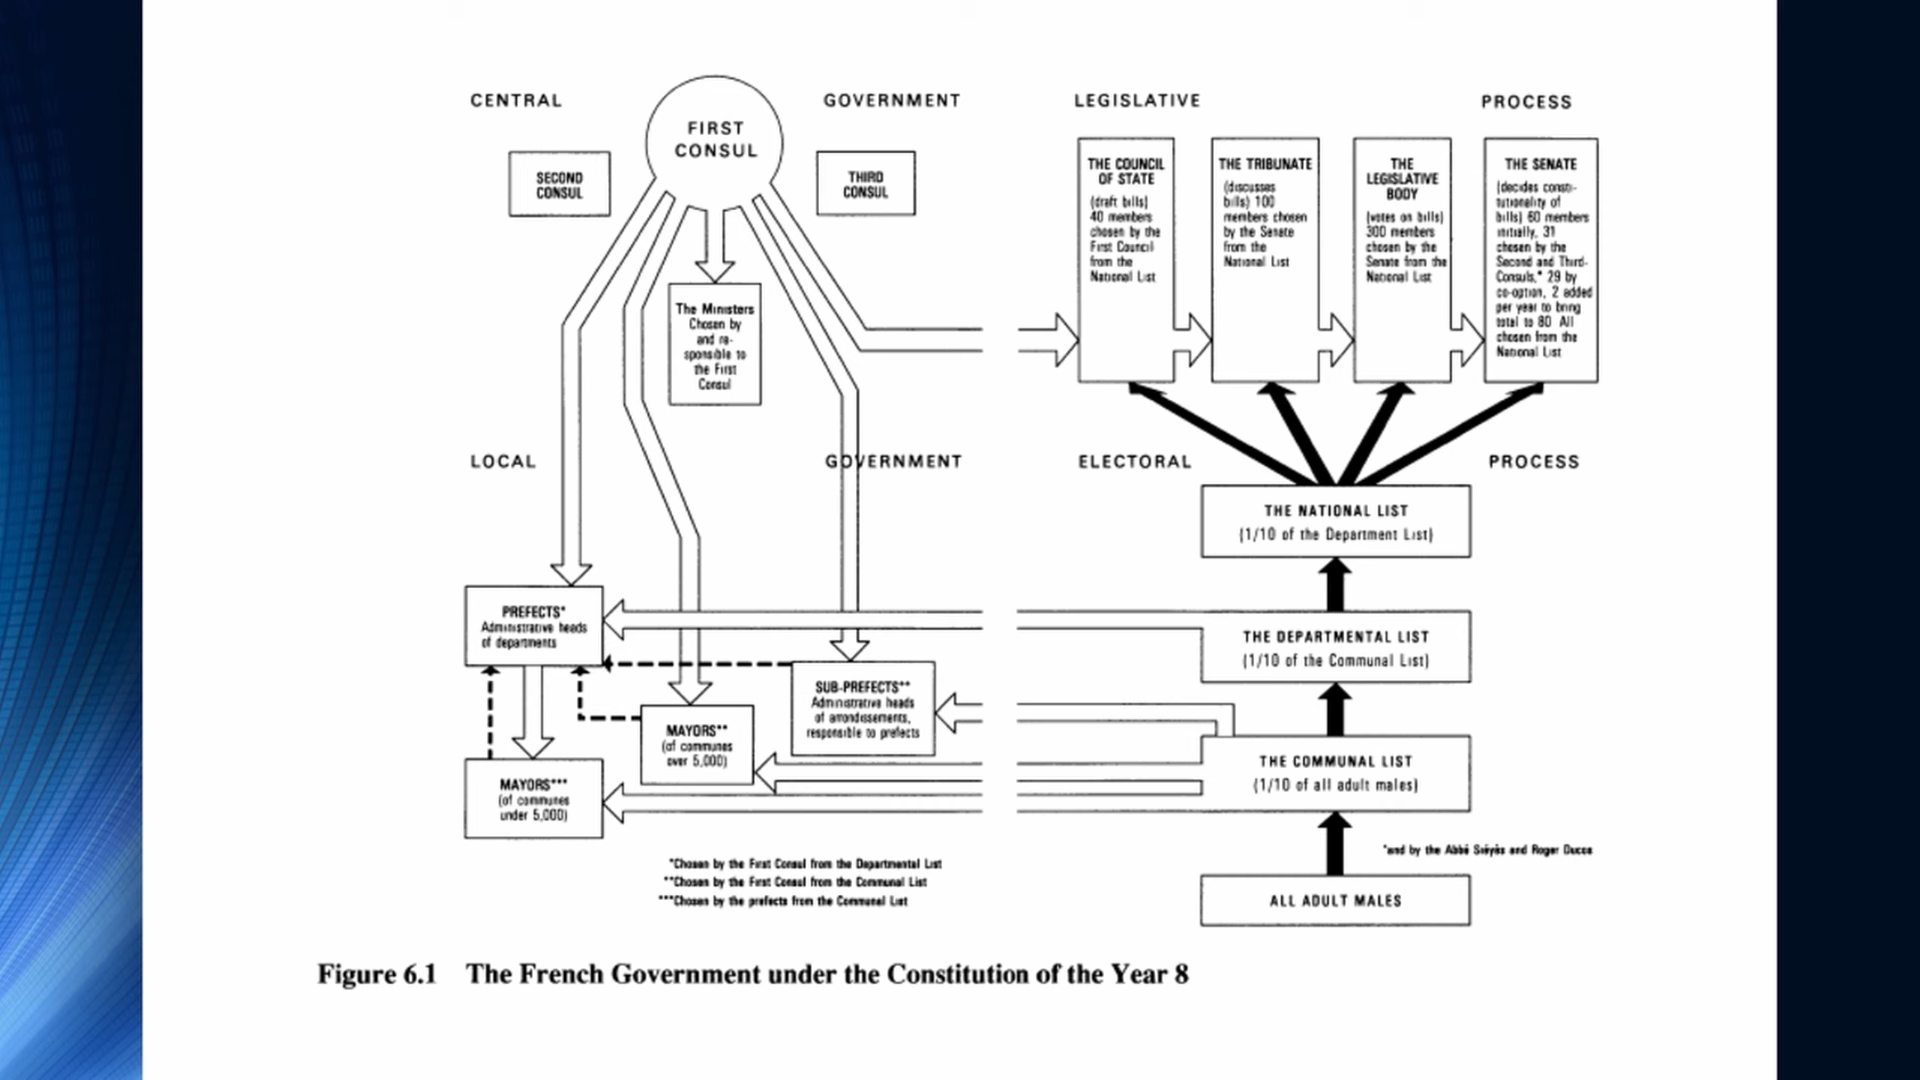 CENTRAL GOVERNMENT
FIRST
CONSUL
SECOND
CONSUL
THIRD
CONSUL
The Ministers
Chosen by
and re-
sponsible to
the First
Consul
LEGISLATIVE PROCESS
THE COUNCIL
OF STATE
(draft bills)
40 members
chosen by the
First Council
from the
National List
THE TRIBUNATE
(discusses
bills) 100
members chosen
by the Senate
from the
National List
THE
LEGISLATIVE
BODY
(votes on bills)
300 members
chosen by the
Senate from the
National List
THE SENATE
(decides consti-
tutionality of
bills) 60 members
initially, 31
chosen by the
Second and Third-
Consuls,* 29 by
co-option, 2 added
per year to bring
total to 80 All
chosen from the
National List
LOCAL GOVERNMENT
PREFECTS*
Administrative heads
of departments
SUB-PREFECTS**
Administrative heads
of arrondissements,
responsible to prefects
MAYORS**
(of communes
over 5,000)
MAYORS***
(of communes
under 5,000)
*Chosen by the First Consul from the Departmental List
**Chosen by the First Consul from the Communal List
***Chosen by the prefects from the Communal List
ELECTORAL PROCESS
THE NATIONAL LIST
(1/10 of the Department List)
THE DEPARTMENTAL LIST
(1/10 of the Communal List)
THE COMMUNAL LIST
(1/10 of all adult males)
*and by the Abbé Siéyès and Roger Ducos
ALL ADULT MALES
Figure 6.1 The French Government under the Constitution of the Year 8